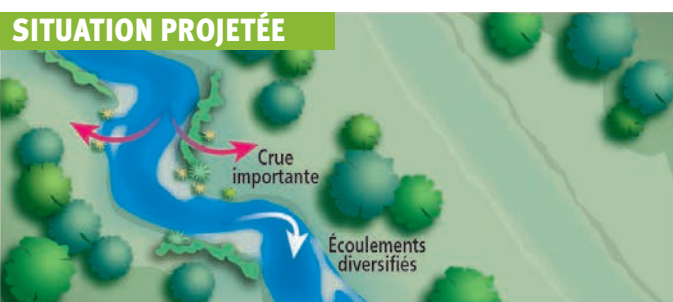 SITUATION PROJETÉE
Crue
importante
Écoulements
diversifiés